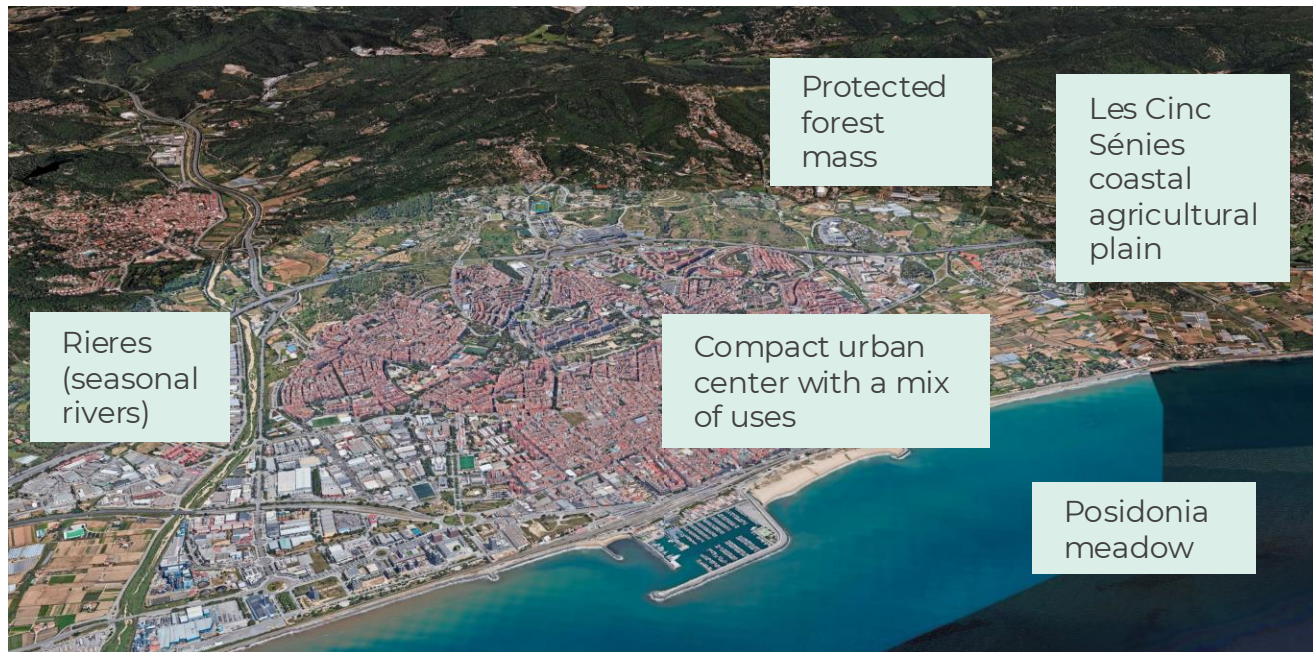 Protected
forest
mass
Les Cinc
Sénies
coastal
agricultural
plain
Rieres
(seasonal
rivers)
Compact urban
center with a mix
of uses
Posidonia
meadow